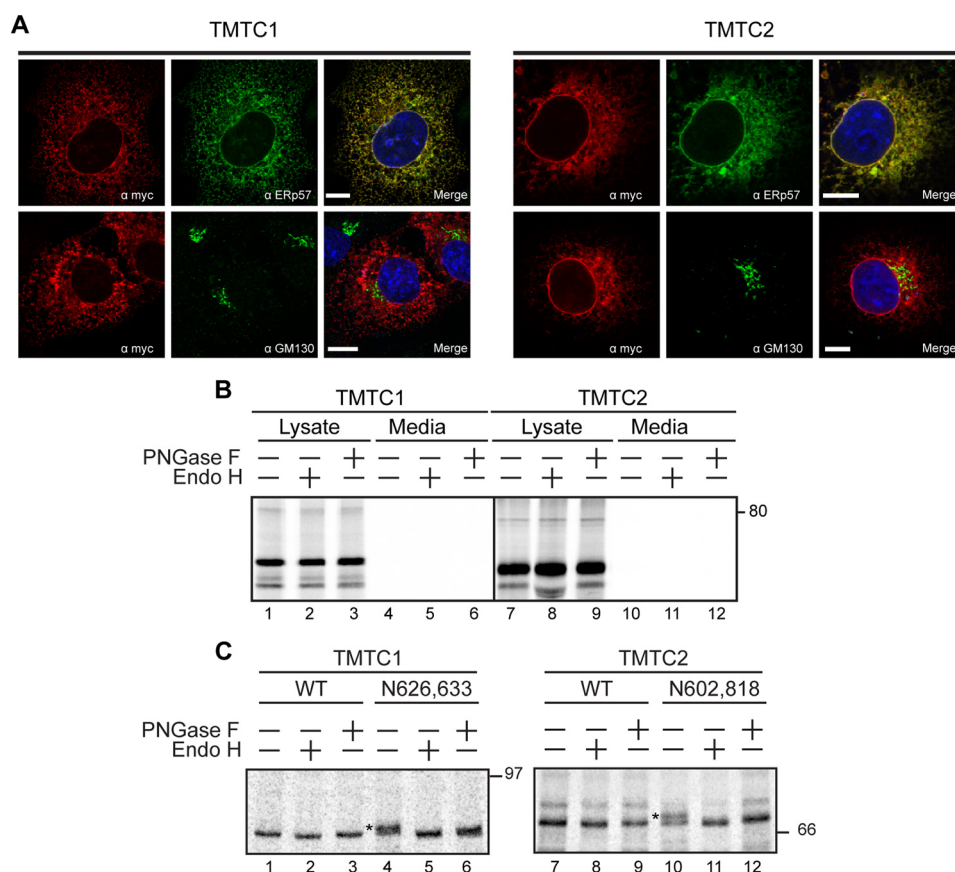 A
TMTC1 TMTC2
α myc α ERp57 Merge α myc α ERp57 Merge
α myc α GM130 Merge α myc α GM130 Merge
B
TMTC1 TMTC2
Lysate Media Lysate Media
PNGase F − − + − − + − − + − − +
Endo H − + − + − + − +
80
1 2 3 4 5 6 7 8 9 10 11 12
C
TMTC1 TMTC2
WT N626,633 WT N602,818
PNGase F − − + − − + − − + − − +
Endo H − + − + − + − +
97
* *
66
1 2 3 4 5 6 7 8 9 10 11 12